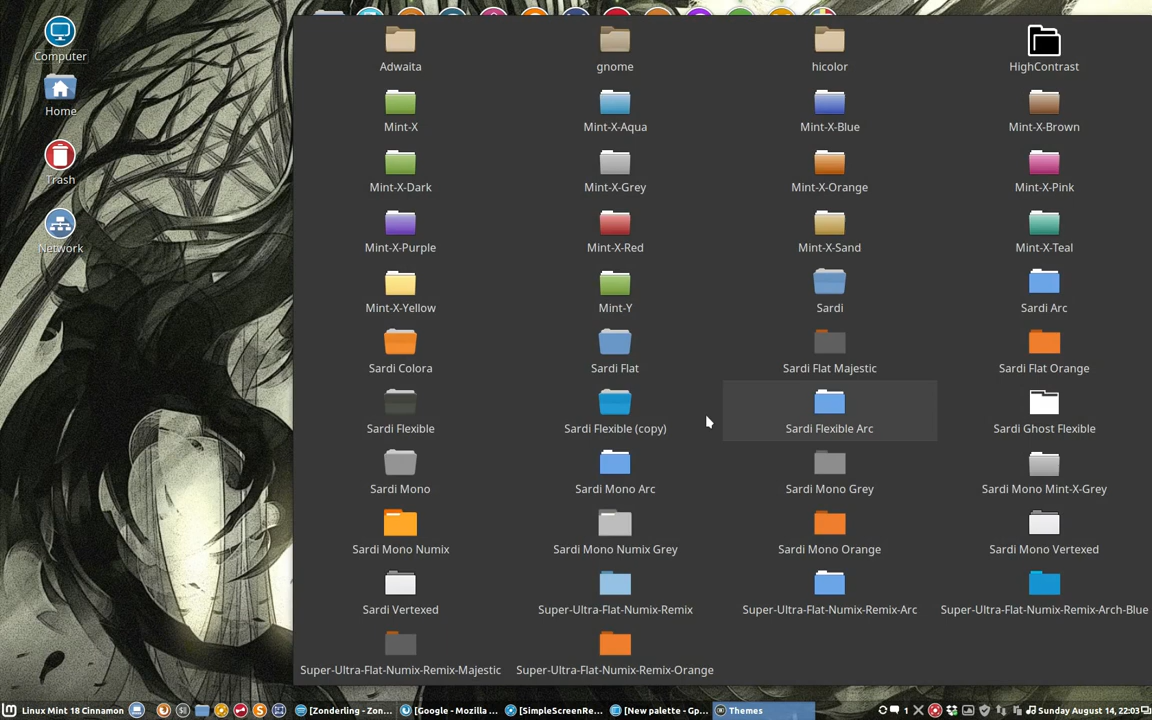 Computer
Home
Trash
Network
Adwaita
gnome
hicolor
HighContrast
Mint-X
Mint-X-Aqua
Mint-X-Blue
Mint-X-Brown
Mint-X-Dark
Mint-X-Grey
Mint-X-Orange
Mint-X-Pink
Mint-X-Purple
Mint-X-Red
Mint-X-Sand
Mint-X-Teal
Mint-X-Yellow
Mint-Y
Sardi
Sardi Arc
Sardi Colora
Sardi Flat
Sardi Flat Majestic
Sardi Flat Orange
Sardi Flexible
Sardi Flexible (copy)
Sardi Flexible Arc
Sardi Ghost Flexible
Sardi Mono
Sardi Mono Arc
Sardi Mono Grey
Sardi Mono Mint-X-Grey
Sardi Mono Numix
Sardi Mono Numix Grey
Sardi Mono Orange
Sardi Mono Vertexed
Sardi Vertexed
Super-Ultra-Flat-Numix-Remix
Super-Ultra-Flat-Numix-Remix-Arc
Super-Ultra-Flat-Numix-Remix-Arch-Blue
Super-Ultra-Flat-Numix-Remix-Majestic
Super-Ultra-Flat-Numix-Remix-Orange
Linux Mint 18 Cinnamon
[Zonderling - Zon...
[Google - Mozilla ...
[SimpleScreenRe...
[New palette - Gp...
Themes
1
Sunday August 14, 22:03